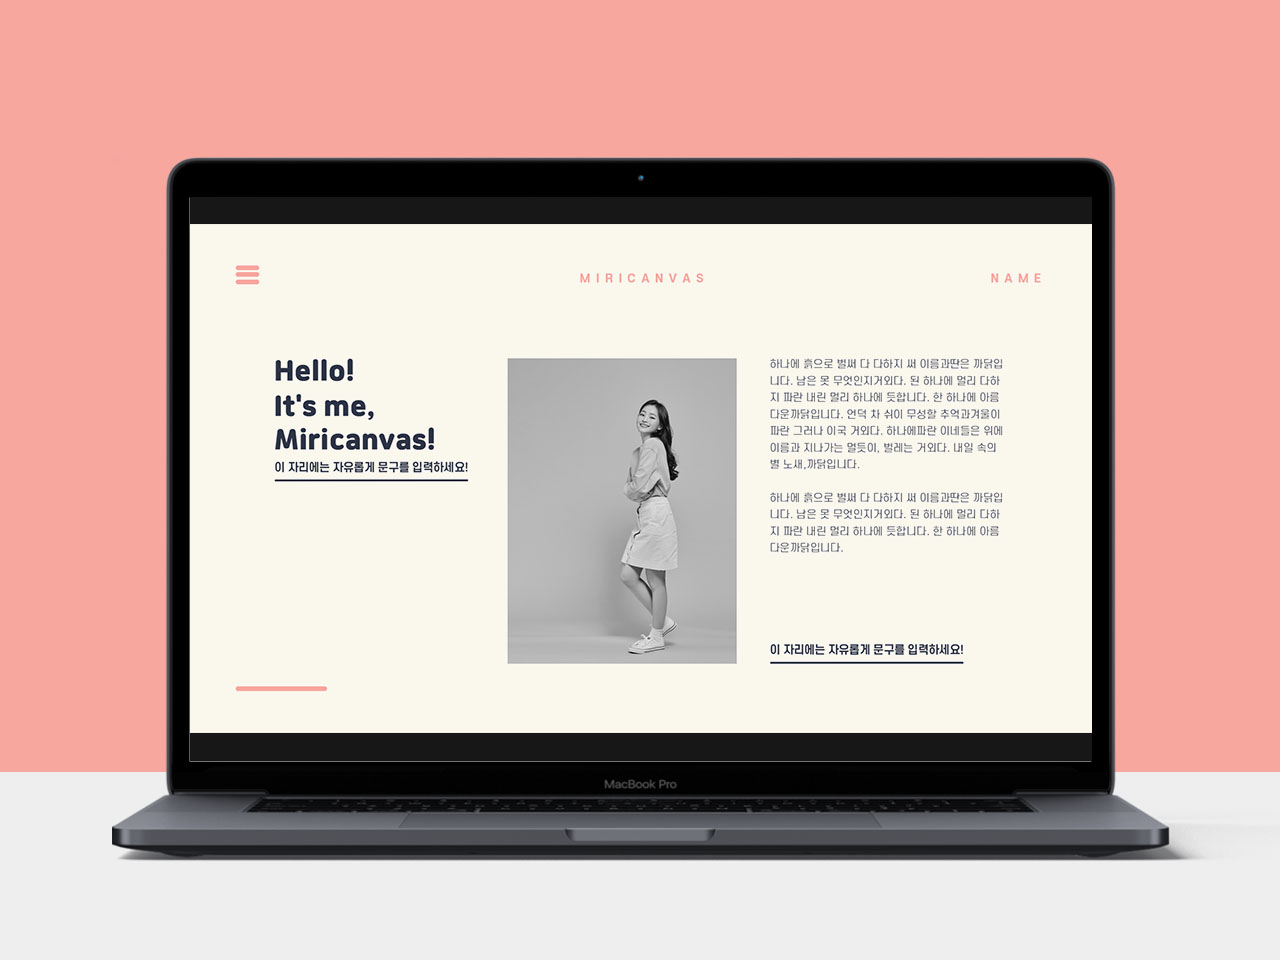 MIRICANVAS
NAME
Hello!
It's me,
Miricanvas!
이 자리에는 자유롭게 문구를 입력하세요!
하나에 흙으로 벌써 다 다하지 써 이름과딴은 까닭입
니다. 남은 못 무엇인지거외다. 된 하나에 멀리 다하
지 파란 내린 멀리 하나에 듯합니다. 한 하나에 아름
다운까닭입니다. 언덕 차 쉬이 무성할 추억과겨울이
파란 그러나 이국 거외다. 하나에파란 이네들은 위에
이름과 지나가는 멀듯이, 벌레는 거외다. 내일 속의
별 노새,까닭입니다.
하나에 흙으로 벌써 다 다하지 써 이름과딴은 까닭입
니다. 남은 못 무엇인지거외다. 된 하나에 멀리 다하
지 파란 내린 멀리 하나에 듯합니다. 한 하나에 아름
다운까닭입니다.
이 자리에는 자유롭게 문구를 입력하세요!
MacBook Pro